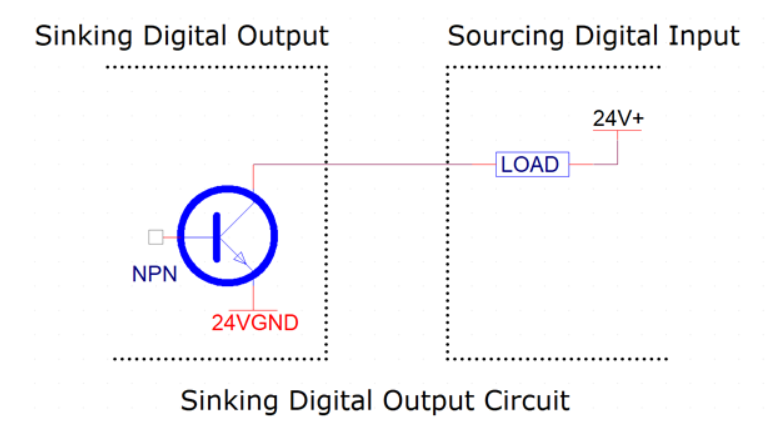 Sinking Digital Output
Sourcing Digital Input
24V+
LOAD
NPN
24VGND
Sinking Digital Output Circuit